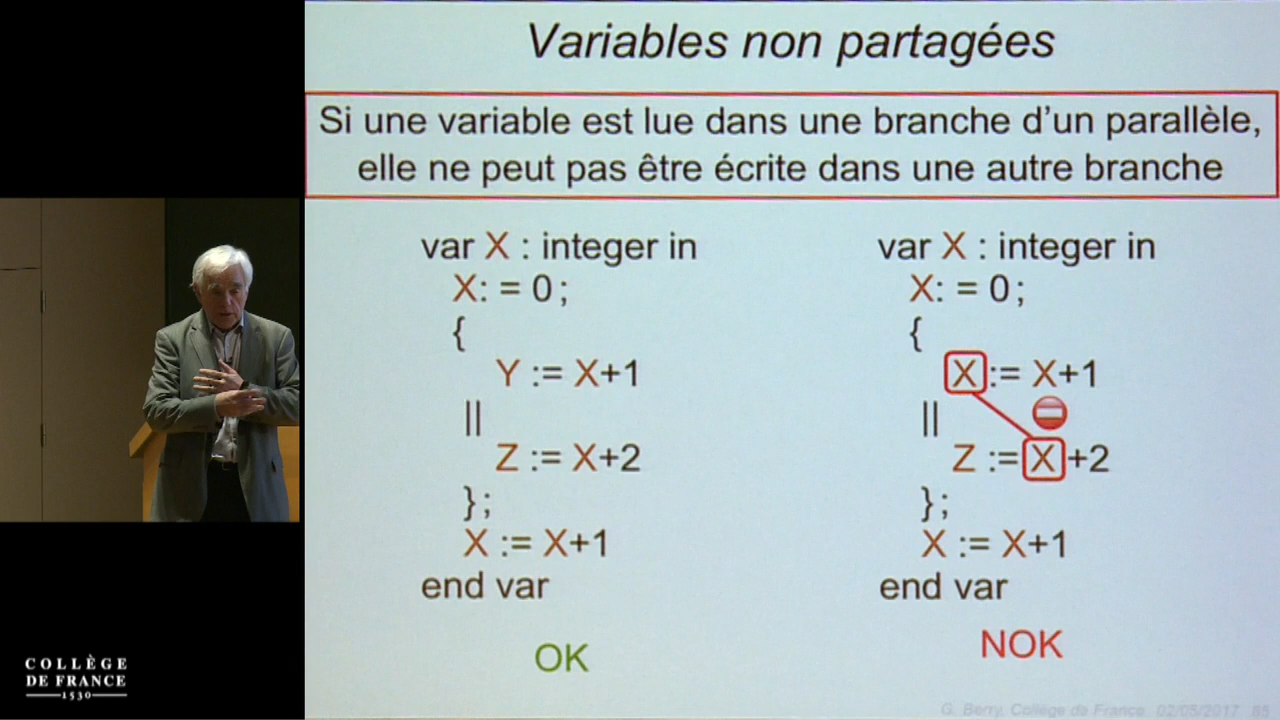 Variables non partagées
Si une variable est lue dans une branche d'un parallèle,
elle ne peut pas être écrite dans une autre branche
var X : integer in
X: = 0 ;
{
Y := X+1
||
Z := X+2
} ;
X := X+1
end var
OK
var X : integer in
X: = 0 ;
{
X := X+1
||
Z := X+2
} ;
X := X+1
end var
NOK
G. Berry, Collège de France 02/05/2017 65
COLLÈGE
DE FRANCE
1530